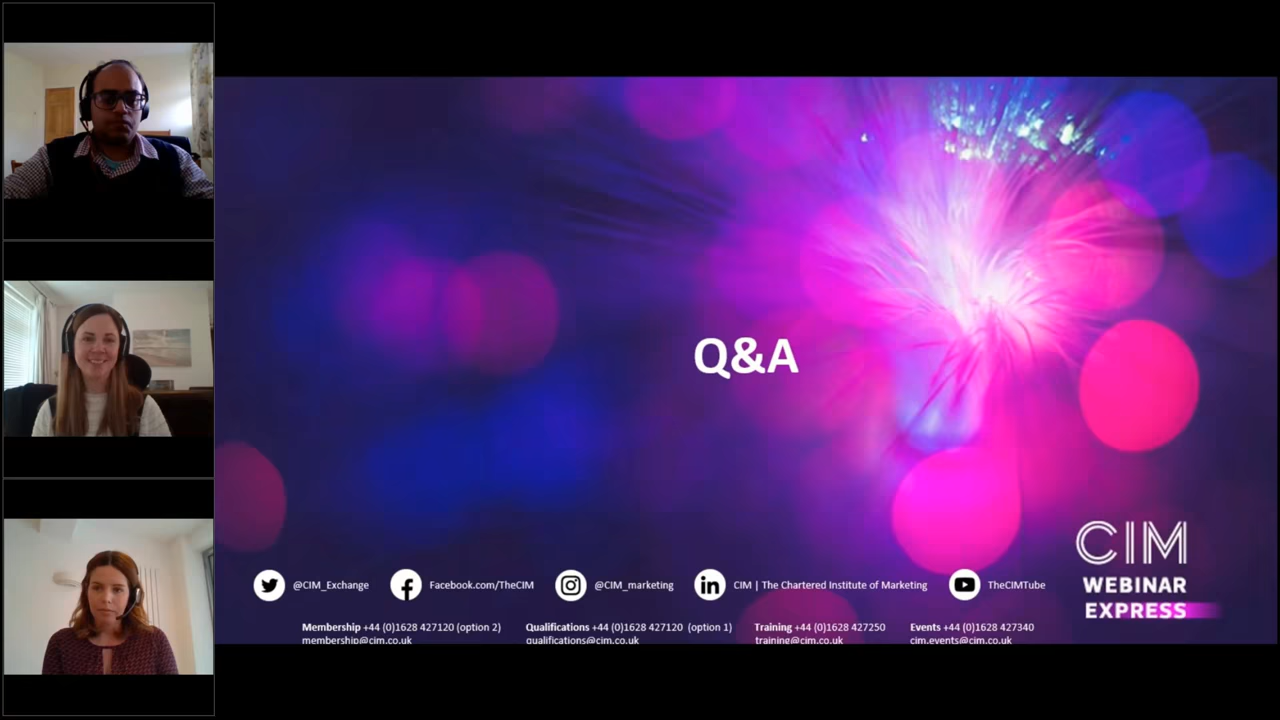 Q&A
CIM
WEBINAR
EXPRESS
@CIM_Exchange
Facebook.com/TheCIM
@CIM_marketing
CIM | The Chartered Institute of Marketing
TheCIMTube
Membership +44 (0)1628 427120 (option 2)
membership@cim.co.uk
Qualifications +44 (0)1628 427120 (option 1)
qualifications@cim.co.uk
Training +44 (0)1628 427250
training@cim.co.uk
Events +44 (0)1628 427340
cim.events@cim.co.uk